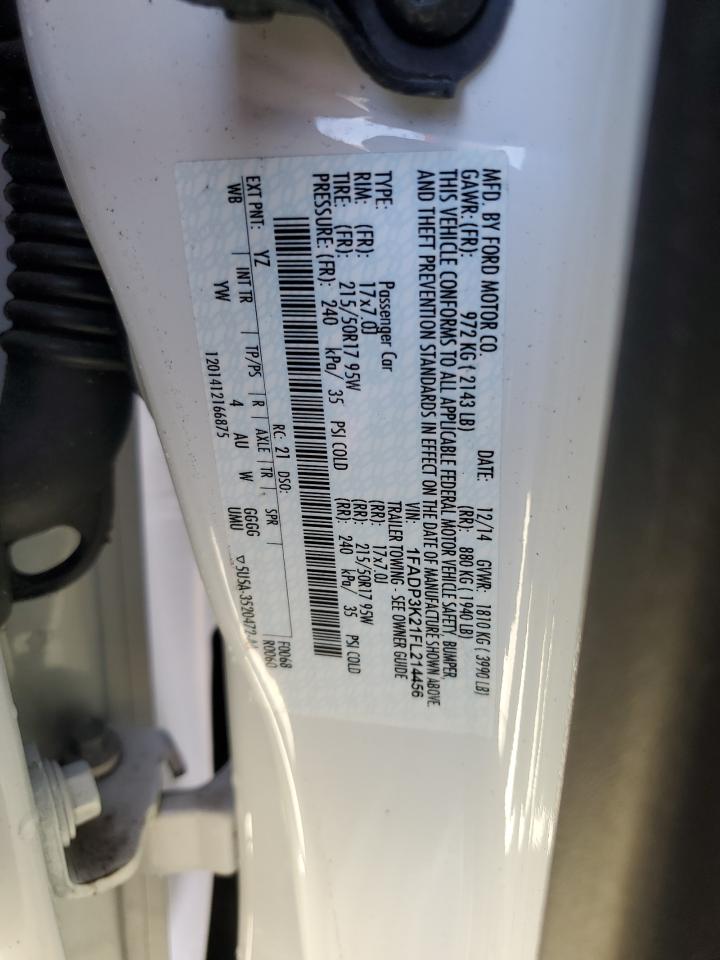 MFD. BY FORD MOTOR CO. DATE: 12/14 GVWR: 1810 KG ( 3990 LB)
GAWR: (FR): 972 KG ( 2143 LB) (RR): 880 KG ( 1940 LB)
THIS VEHICLE CONFORMS TO ALL APPLICABLE FEDERAL MOTOR VEHICLE SAFETY, BUMPER,
AND THEFT PREVENTION STANDARDS IN EFFECT ON THE DATE OF MANUFACTURE SHOWN ABOVE.
VIN: 1FADP3K21FL214456
TYPE: Passenger Car TRAILER TOWING - SEE OWNER GUIDE
RIM: (FR): 17x7.0J (RR): 17x7.0J
TIRE: (FR): 215/50R17 95W (RR): 215/50R17 95W
PRESSURE: (FR): 240 kPa/ 35 PSI COLD (RR): 240 kPa/ 35 PSI COLD
RC: 21 DSO: F0068
EXT PNT: YZ R0060
WB | INT TR | TP/PS | R | AXLE | TR | SPR
YW 4 AU W GGGG UMU
1201412166875 5U5A-3520472-